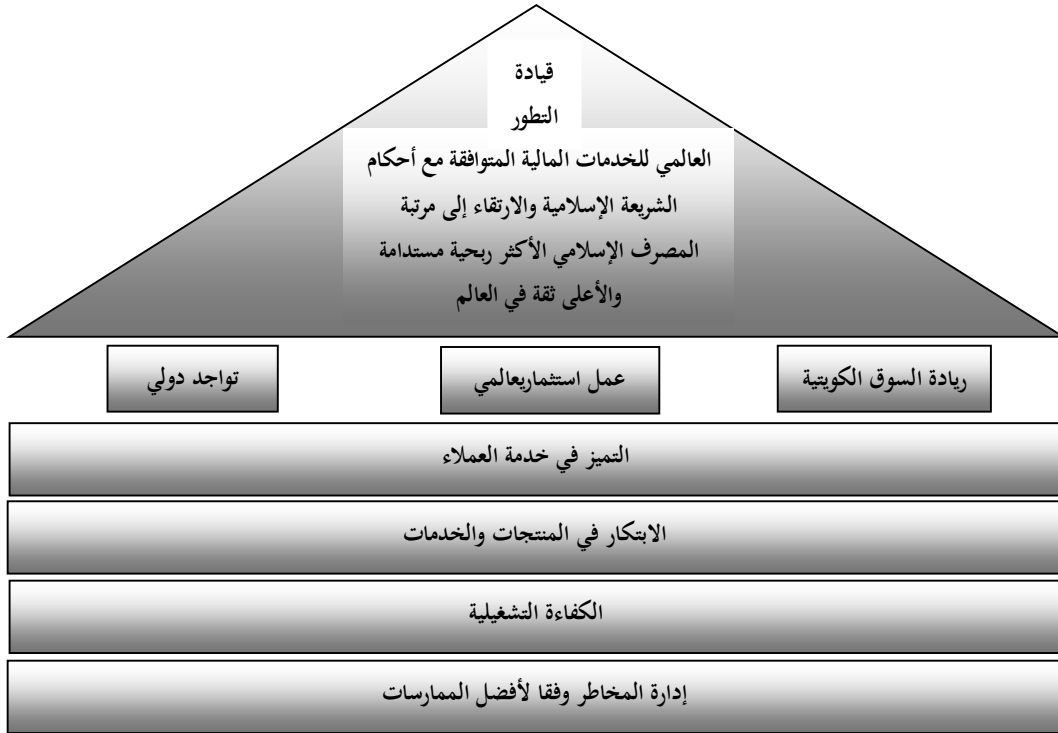 قيادة
التطور
العالمي للخدمات المالية المتوافقة مع أحكام
الشريعة الإسلامية والارتقاء إلى مرتبة
المصرف الإسلامي الأكثر ربحية مستدامة
والأعلى ثقة في العالم
ريادة السوق الكويتية
عمل استثماريعالمي
تواجد دولي
التميز في خدمة العملاء
الابتكار في المنتجات والخدمات
الكفاءة التشغيلية
إدارة المخاطر وفقا لأفضل الممارسات